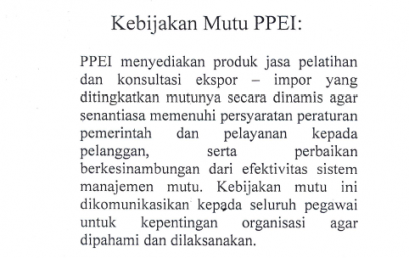 Kebijakan Mutu PPEI:
PPEI menyediakan produk jasa pelatihan
dan konsultasi ekspor – impor yang
ditingkatkan mutunya secara dinamis agar
senantiasa memenuhi persyaratan peraturan
pemerintah dan pelayanan kepada
pelanggan, serta perbaikan
berkesinambungan dari efektivitas sistem
manajemen mutu. Kebijakan mutu ini
dikomunikasikan kepada seluruh pegawai
untuk kepentingan organisasi agar
dipahami dan dilaksanakan.